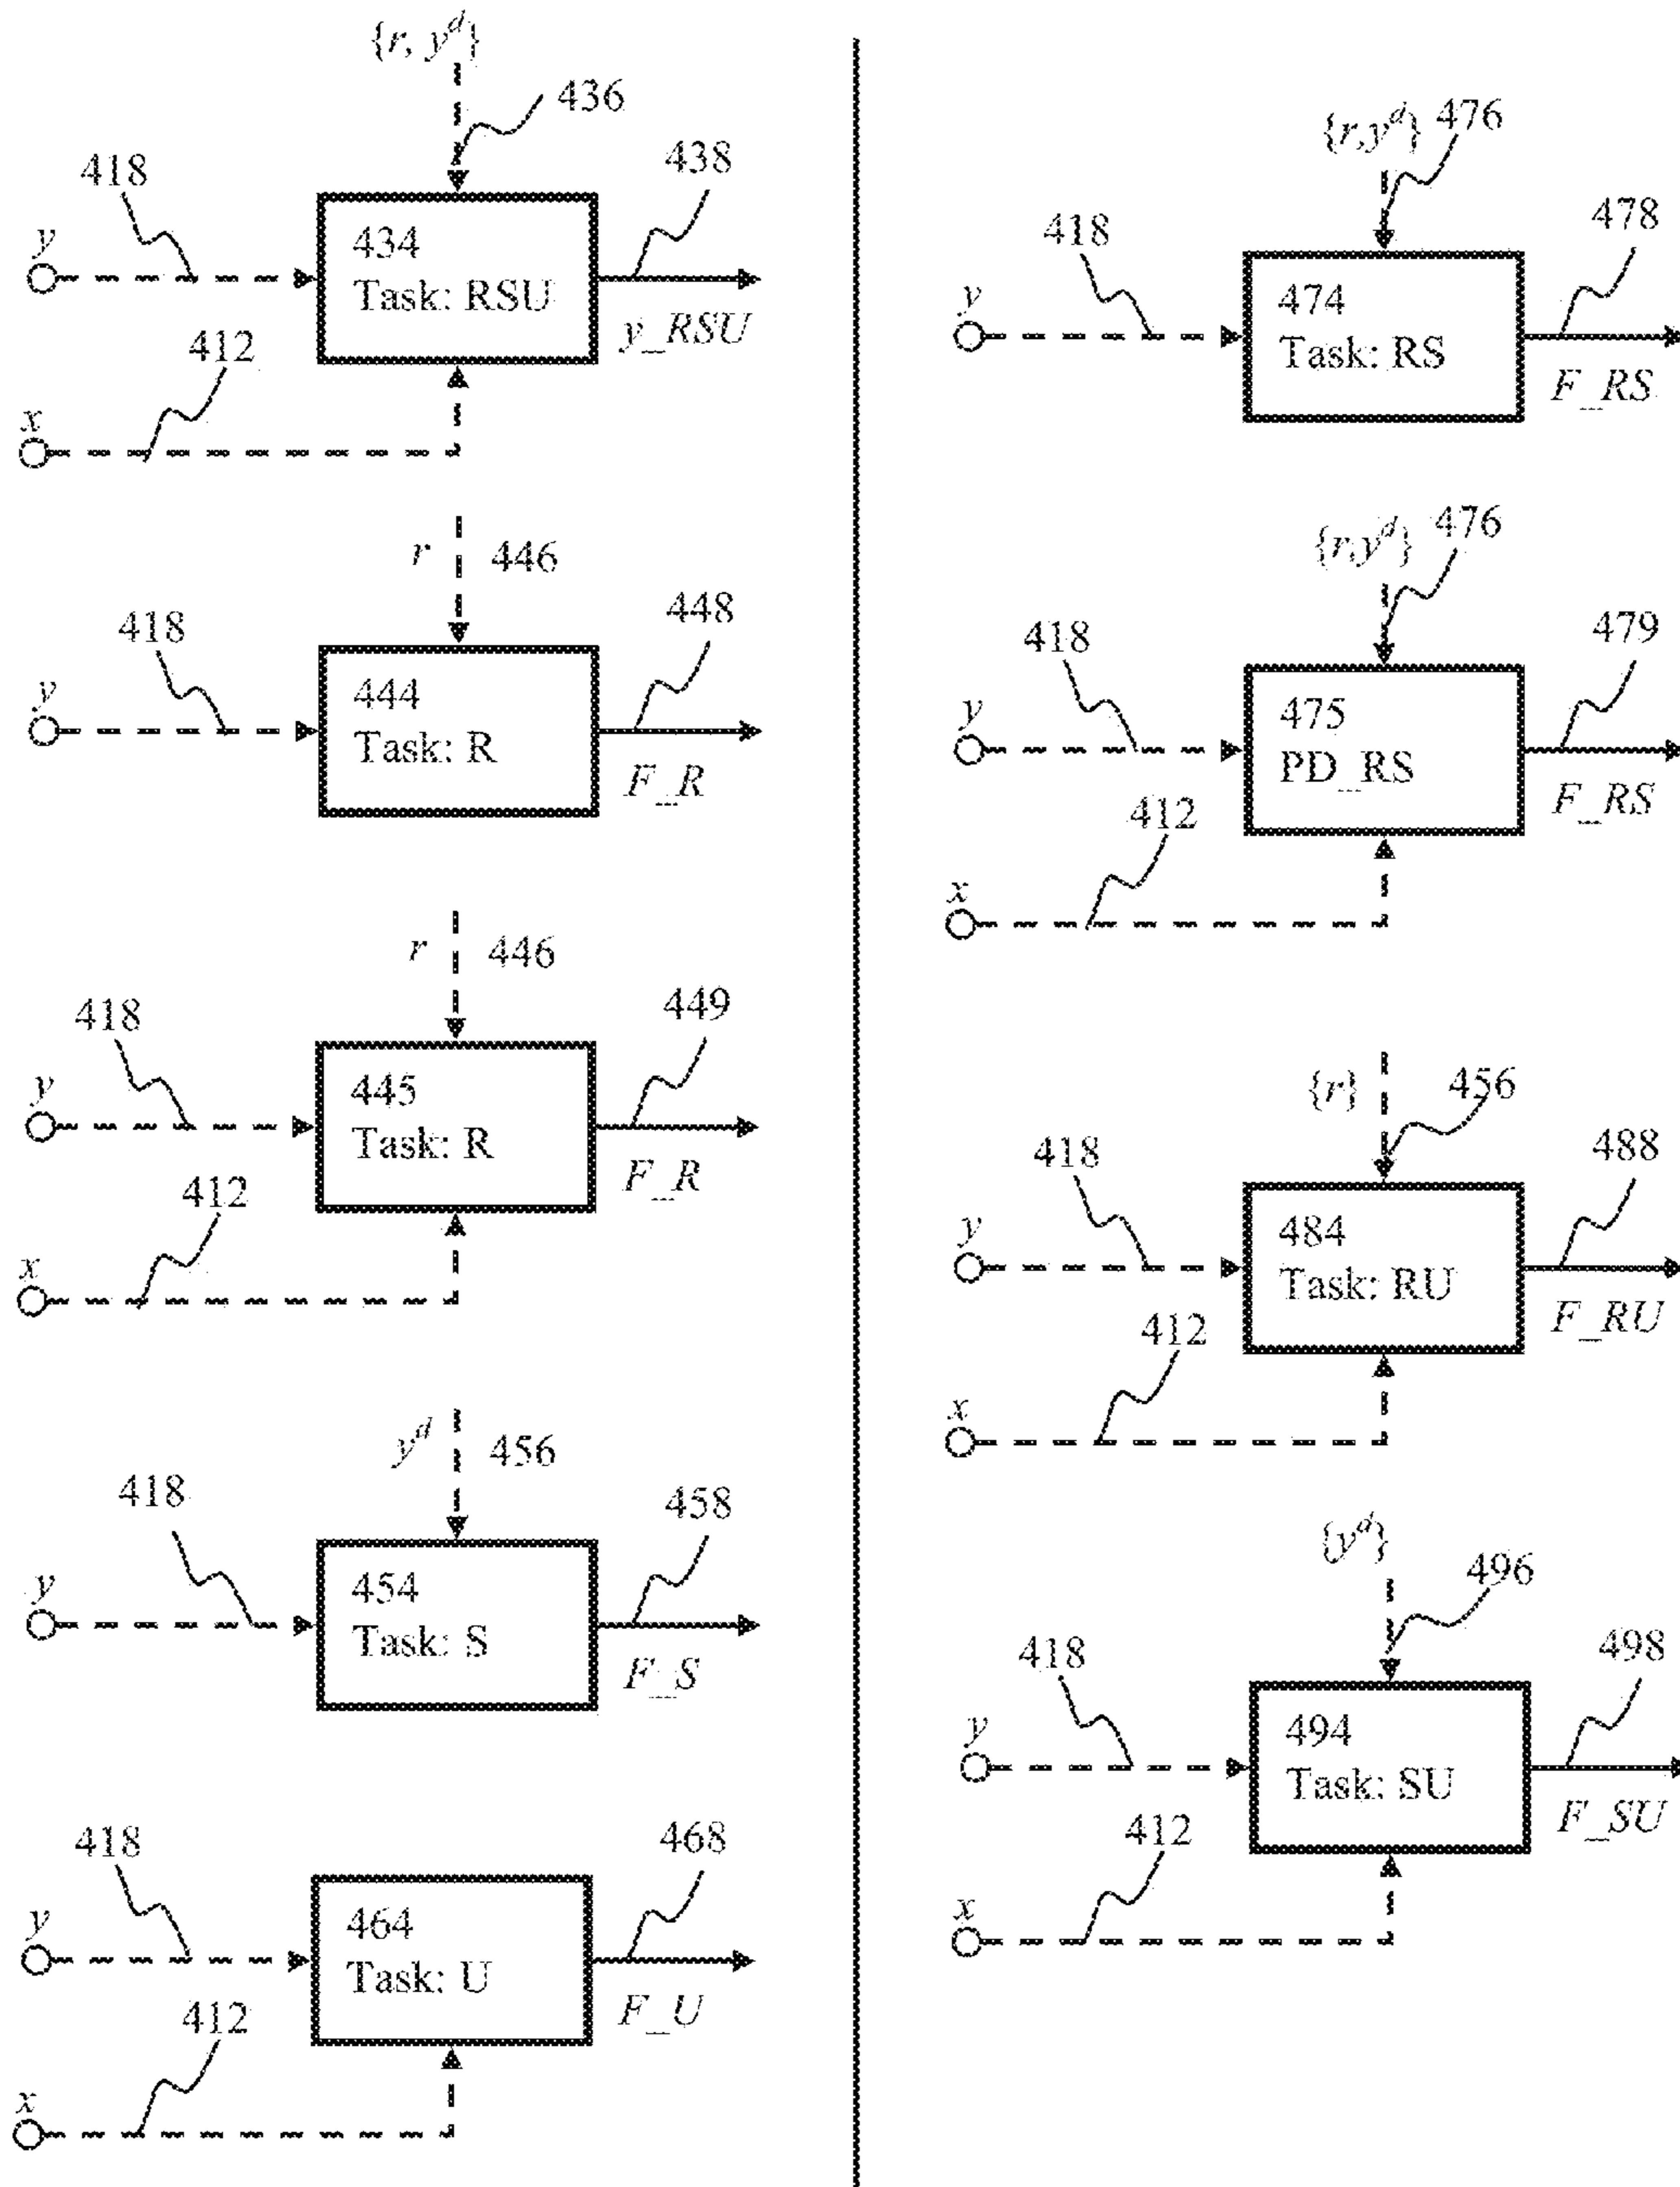 {r, y^d}
436
418
438
y
434
Task: RSU
y_RSU
412
x
r
446
418
448
y
444
Task: R
F_R
r
446
418
449
y
445
Task: R
F_R
412
x
y^d
456
418
458
y
454
Task: S
F_S
418
468
y
464
Task: U
F_U
412
x
{r,y^d}
476
418
478
y
474
Task: RS
F_RS
{r,y^d}
476
418
479
y
475
PD_RS
F_RS
412
x
{r}
456
418
488
y
484
Task: RU
F_RU
412
x
{y^d}
496
418
498
y
494
Task: SU
F_SU
412
x